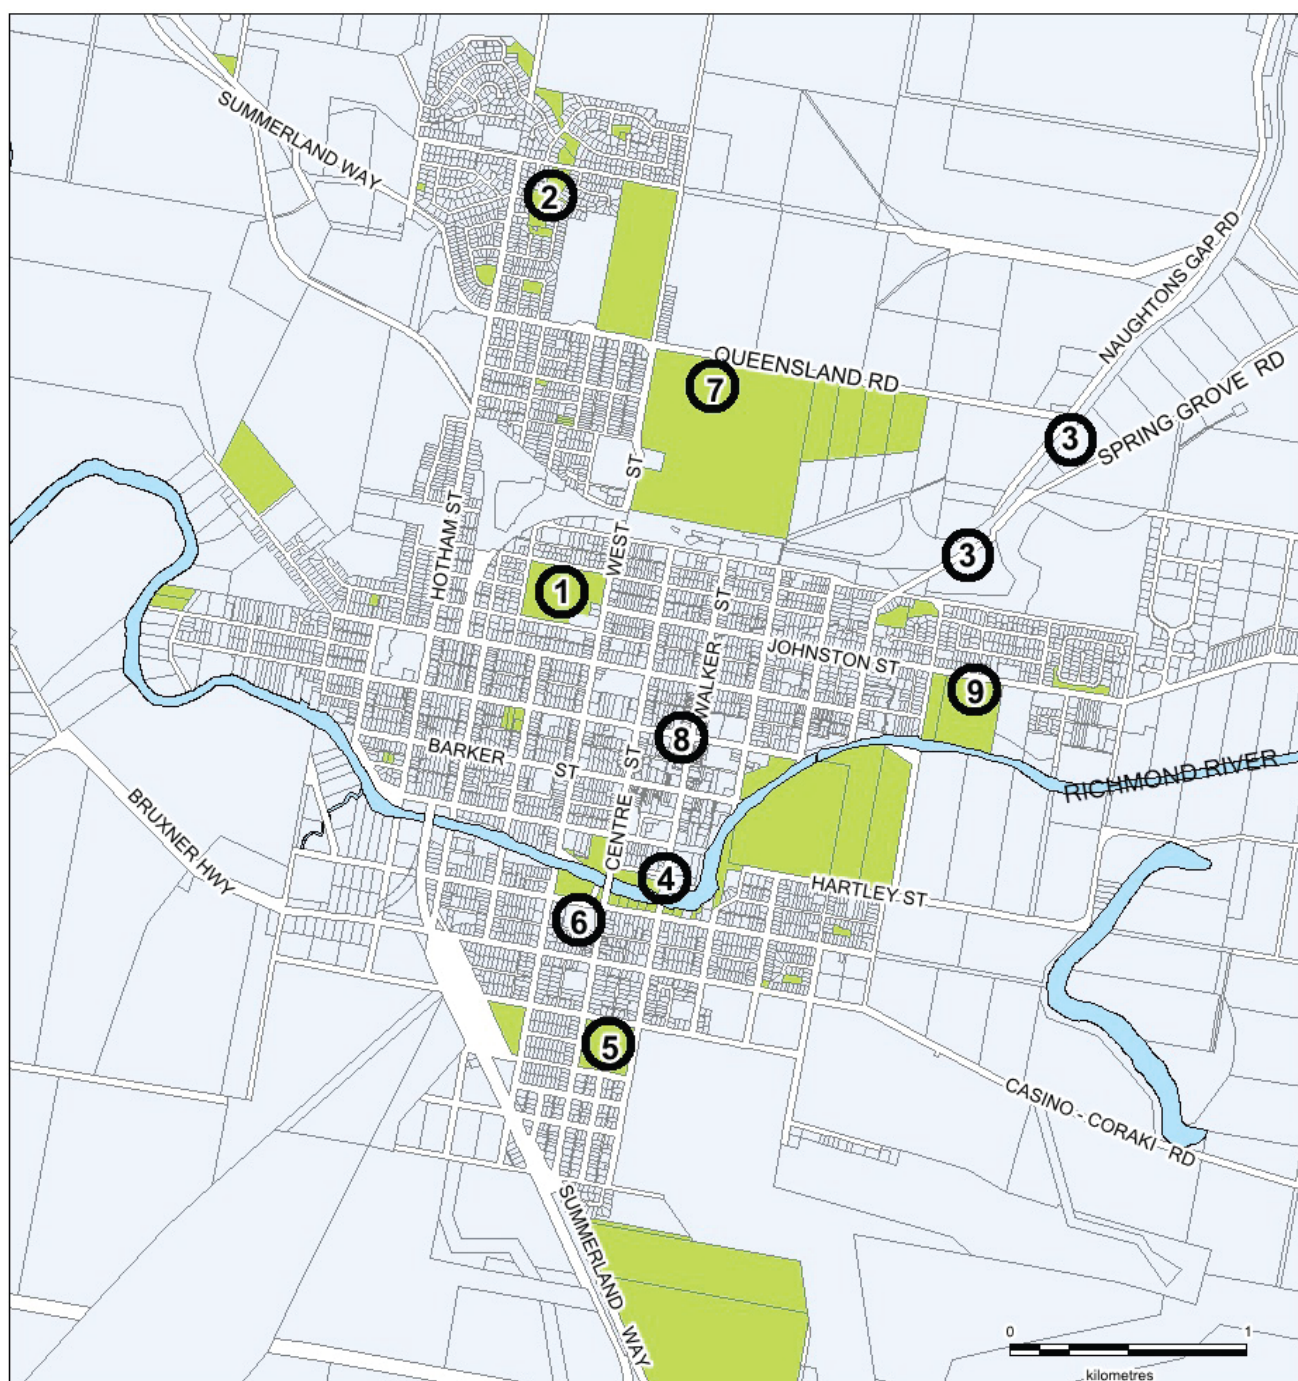 SUMMERLAND WAY
2
NAUGHTONS GAP RD
QUEENSLAND RD
7
SPRING GROVE RD
3
HOTHAM ST
WEST ST
3
1
WALKER ST
JOHNSTON ST
9
8
BARKER ST
CENTRE ST
RICHMOND RIVER
BRUXNER HWY
4
HARTLEY ST
6
5
CASINO - CORAKI RD
SUMMERLAND WAY
0 1
kilometres